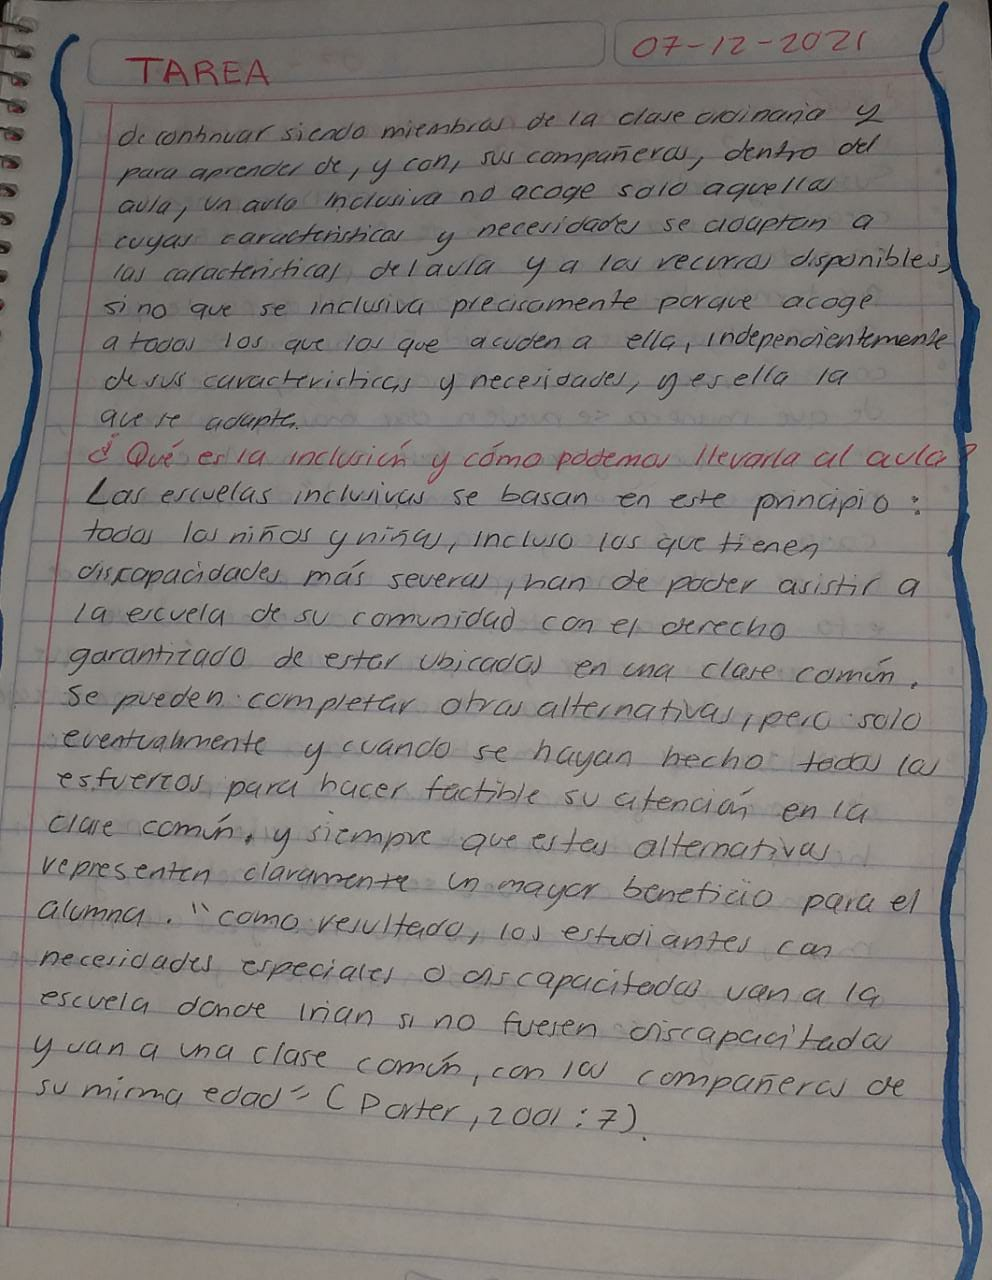 TAREA
07-12-2021
de continuar siendo miembros de la clase ordinaria y
para aprender de, y con, sus compañeros, dentro del
aula, un aula inclusiva no acoge solo aquellos
cuyas características y necesidades se adaptan a
las características del aula y a los recursos disponibles,
sino que se inclusiva precisamente porque acoge
a todos los que los que acuden a ella, independientemente
de sus características y necesidades, y es ella la
que se adapta.
¿Qué es la inclusión y cómo podemos llevarla al aula?
Las escuelas inclusivas se basan en este principio:
todos los niños y niñas, incluso los que tienen
discapacidades más severas, han de poder asistir a
la escuela de su comunidad con el derecho
garantizado de estar ubicados en una clase común.
Se pueden completar otras alternativas, pero solo
eventualmente y cuando se hayan hecho todos los
esfuerzos para hacer factible su atención en la
clase común, y siempre que estas alternativas
representen claramente un mayor beneficio para el
alumno. "como resultado, los estudiantes con
necesidades especiales o discapacitados van a la
escuela donde irian si no fuesen discapacitados
y van a una clase común, con los compañeros de
su misma edad" (Porter, 2001:7).